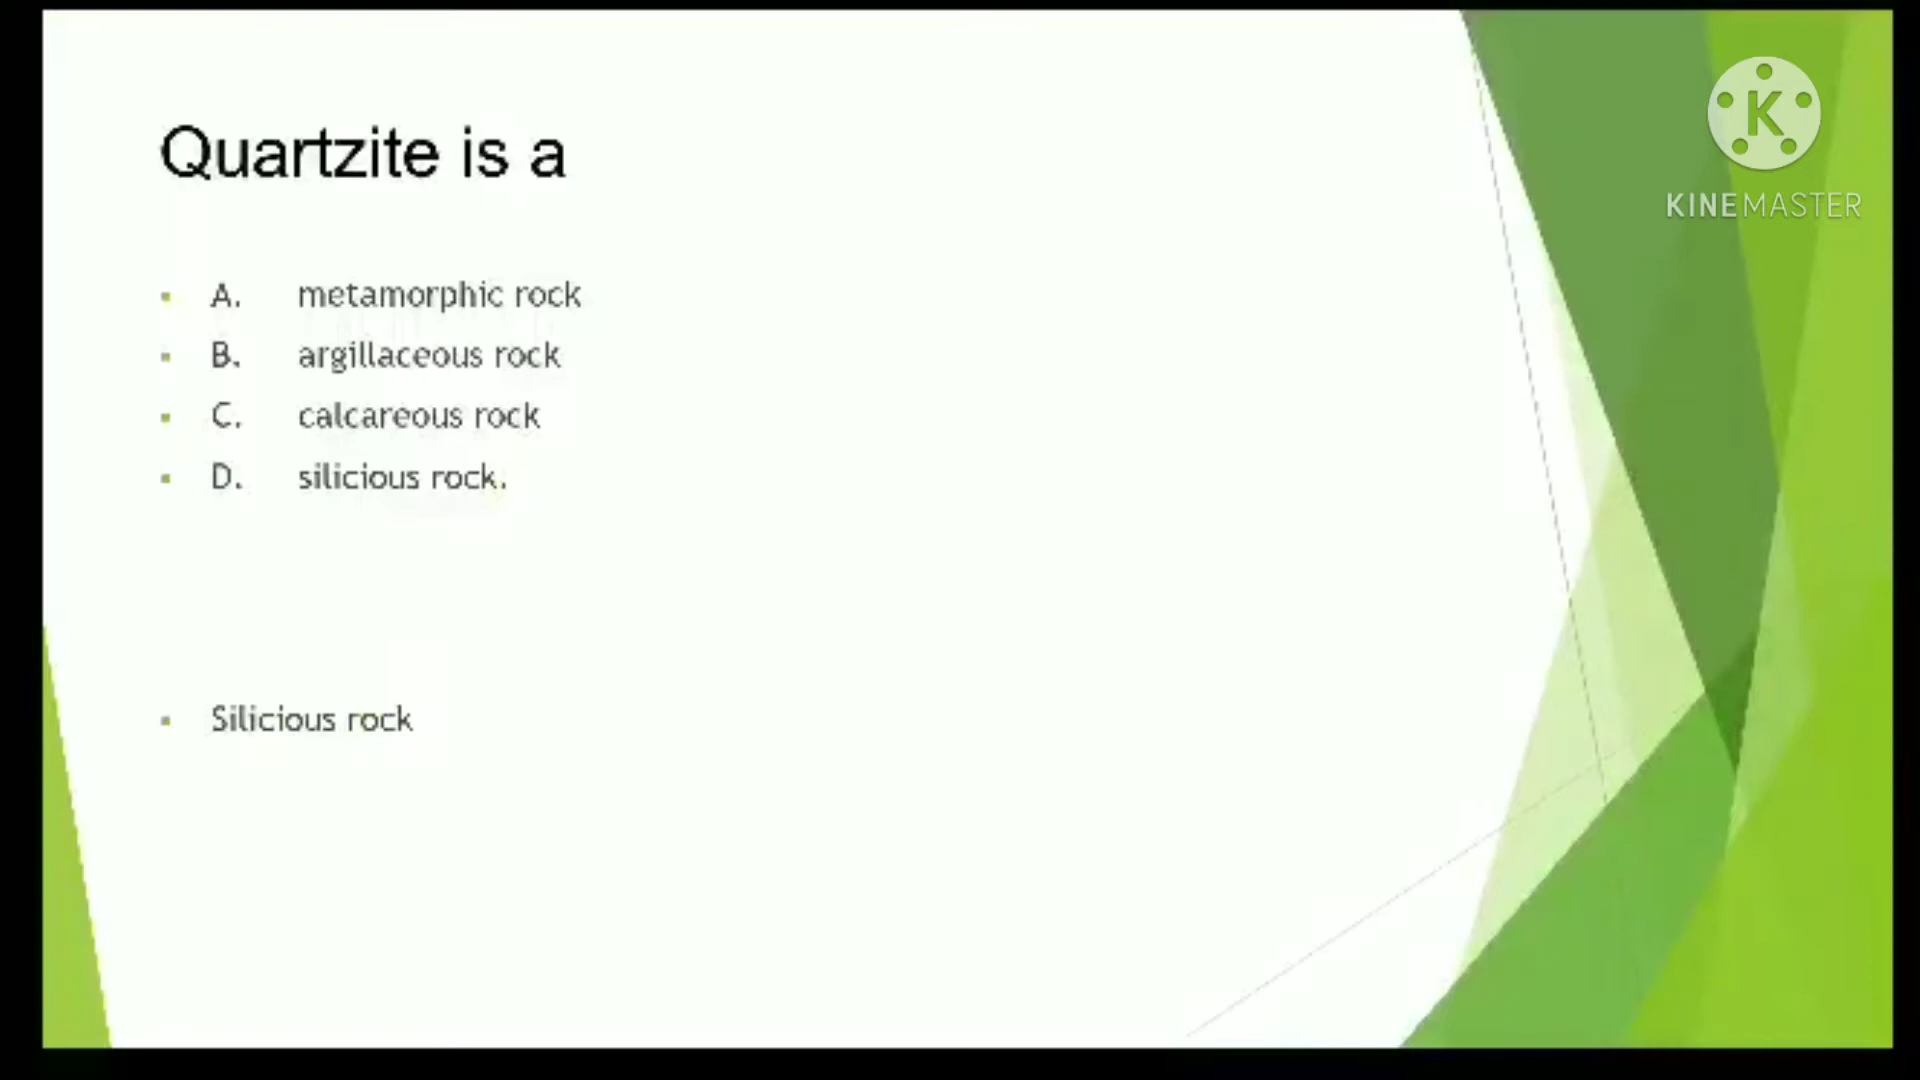 Quartzite is a
A. metamorphic rock
B. argillaceous rock
C. calcareous rock
D. silicious rock.
Silicious rock
K
KINEMASTER